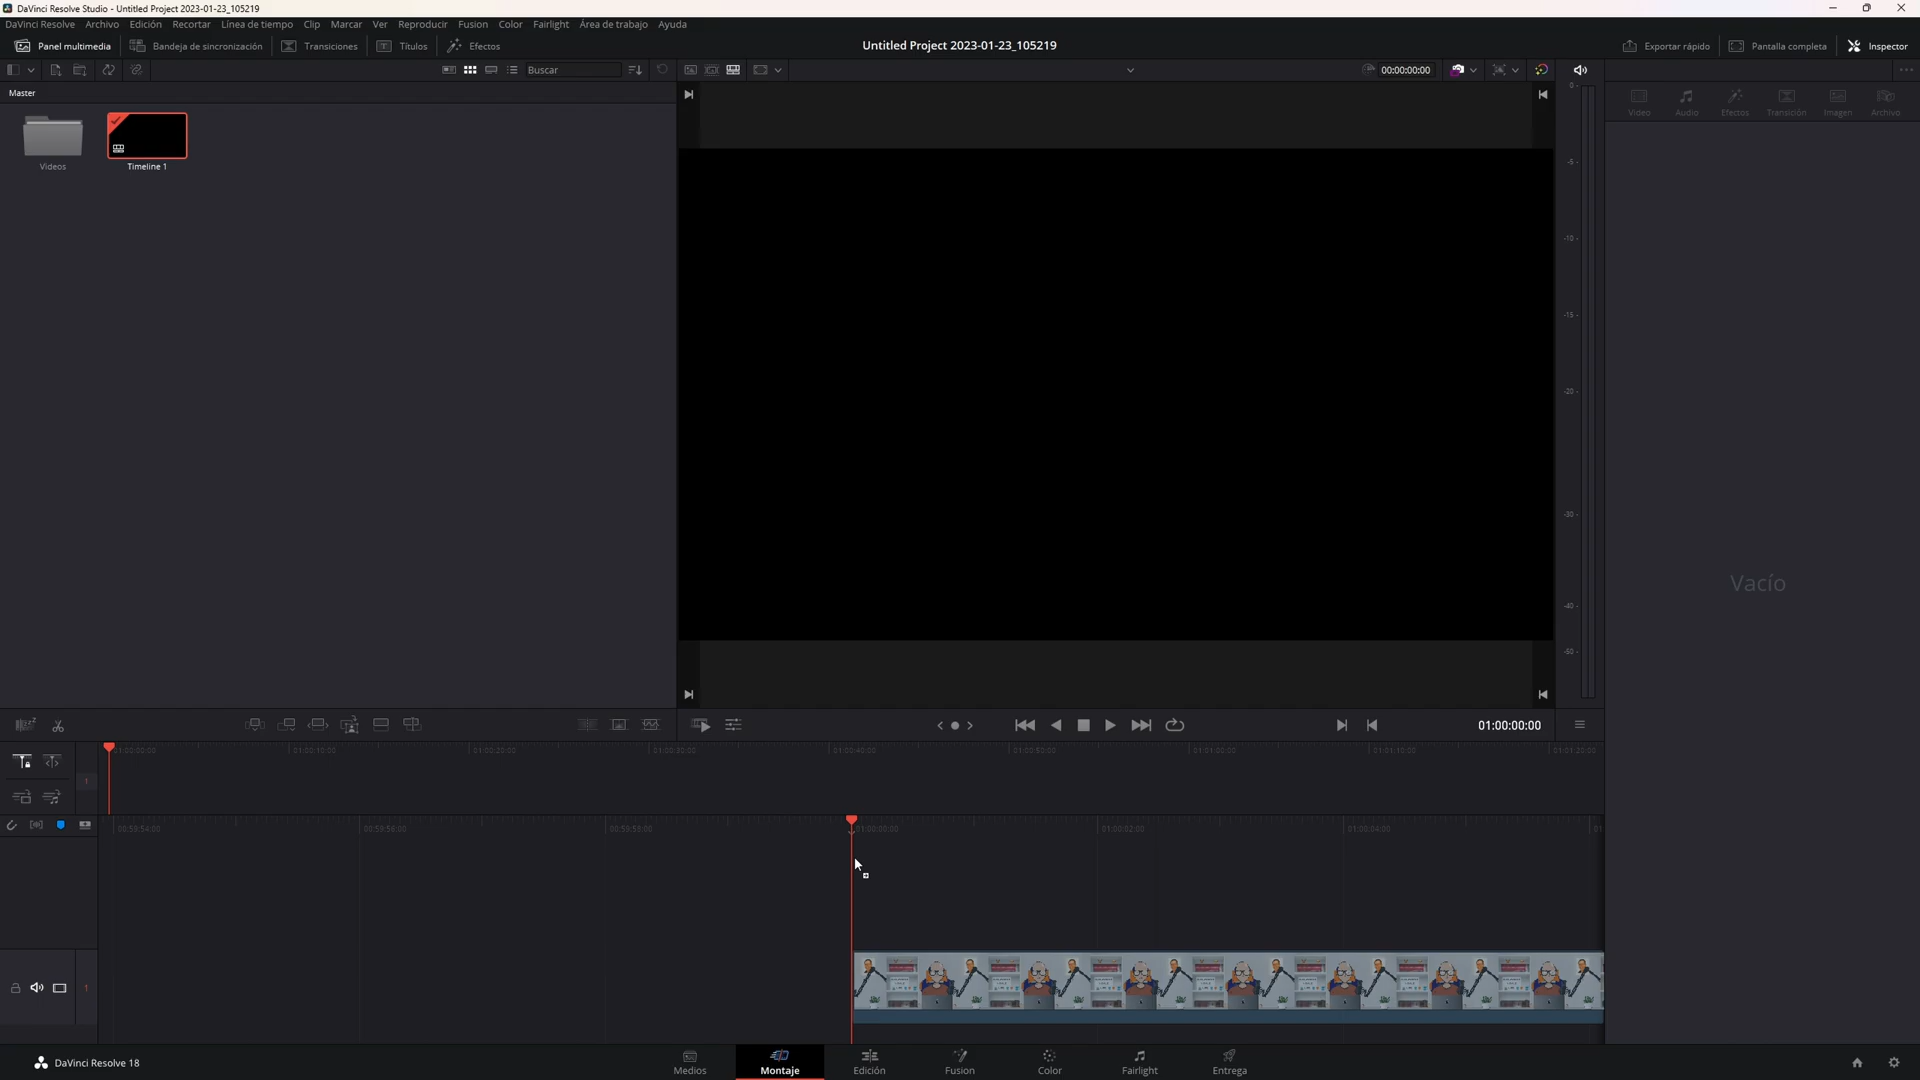 DaVinci Resolve Studio - Untitled Project 2023-01-23_105219
DaVinci Resolve Archivo Edición Recortar Línea de tiempo Clip Marcar Ver Reproducir Fusion Color Fairlight Área de trabajo Ayuda
Panel multimedia Bandeja de sincronización Transiciones Títulos Efectos Untitled Project 2023-01-23_105219 Exportar rápido Pantalla completa Inspector
Buscar 00:00:00:00
Master
Video Audio Efectos Transición Imagen Archivo
Videos Timeline 1
0
-5
-10
-15
-20
-30
-40
-50
Vacío
01:00:00:00
01:00:00:00 01:00:10:00 01:00:20:00 01:00:30:00 01:00:40:00 01:00:50:00 01:01:00:00 01:01:10:00 01:01:20:00
1
00:59:54:00 00:59:56:00 00:59:58:00 01:00:00:00 01:00:02:00 01:00:04:00 01
1
DaVinci Resolve 18 Medios Montaje Edición Fusion Color Fairlight Entrega